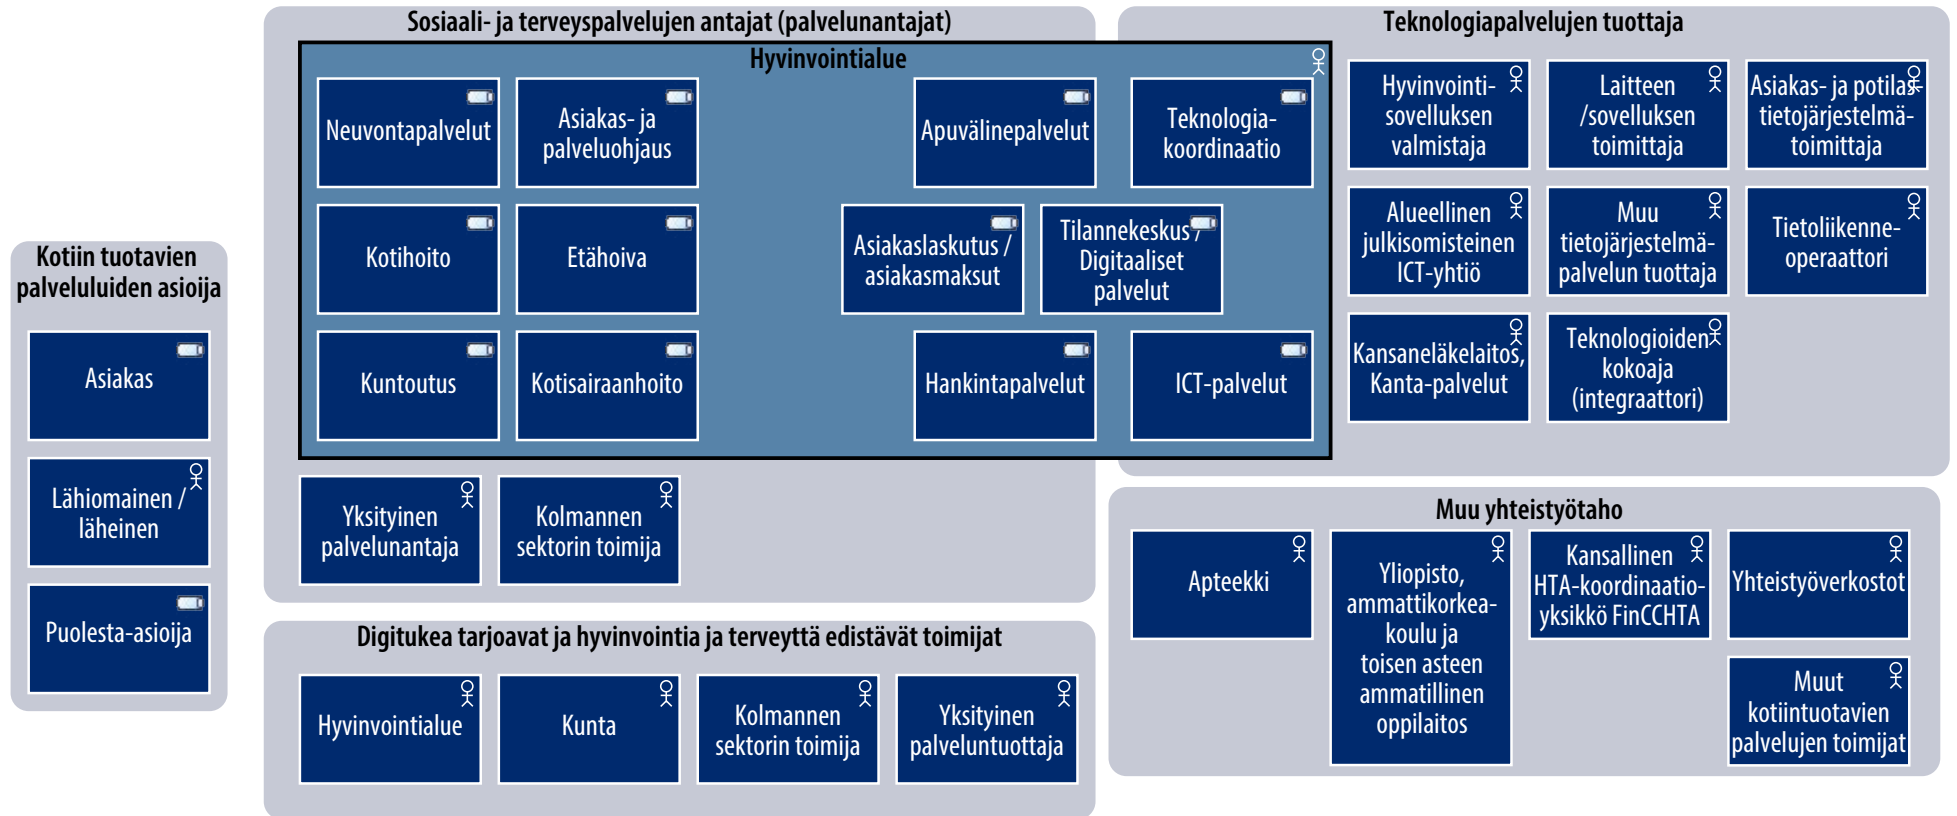 Kotiin tuotavien
palveluluiden asioija
Asiakas
Lähiomainen /
läheinen
Puolesta-asioija
Sosiaali- ja terveyspalvelujen antajat (palvelunantajat)
Hyvinvointialue
Neuvontapalvelut
Asiakas- ja
palveluohjaus
Apuvälinepalvelut
Teknologia-
koordinaatio
Kotihoito
Etähoiva
Asiakaslaskutus /
asiakasmaksut
Tilannekeskus /
Digitaaliset
palvelut
Kuntoutus
Kotisairaanhoito
Hankintapalvelut
ICT-palvelut
Yksityinen
palvelunantaja
Kolmannen
sektorin toimija
Digitukea tarjoavat ja hyvinvointia ja terveyttä edistävät toimijat
Hyvinvointialue
Kunta
Kolmannen
sektorin toimija
Yksityinen
palveluntuottaja
Teknologiapalvelujen tuottaja
Hyvinvointi-
sovelluksen
valmistaja
Laitteen
/sovelluksen
toimittaja
Asiakas- ja potilas-
tietojärjestelmä-
toimittaja
Alueellinen
julkisomisteinen
ICT-yhtiö
Muu
tietojärjestelmä-
palvelun tuottaja
Tietoliikenne-
operaattori
Kansaneläkelaitos,
Kanta-palvelut
Teknologioiden
kokoaja
(integraattori)
Muu yhteistyötaho
Apteekki
Yliopisto,
ammattikorkea-
koulu ja
toisen asteen
ammatillinen
oppilaitos
Kansallinen
HTA-koordinaatio-
yksikkö FinCCHTA
Yhteistyöverkostot
Muut
kotiintuotavien
palvelujen toimijat